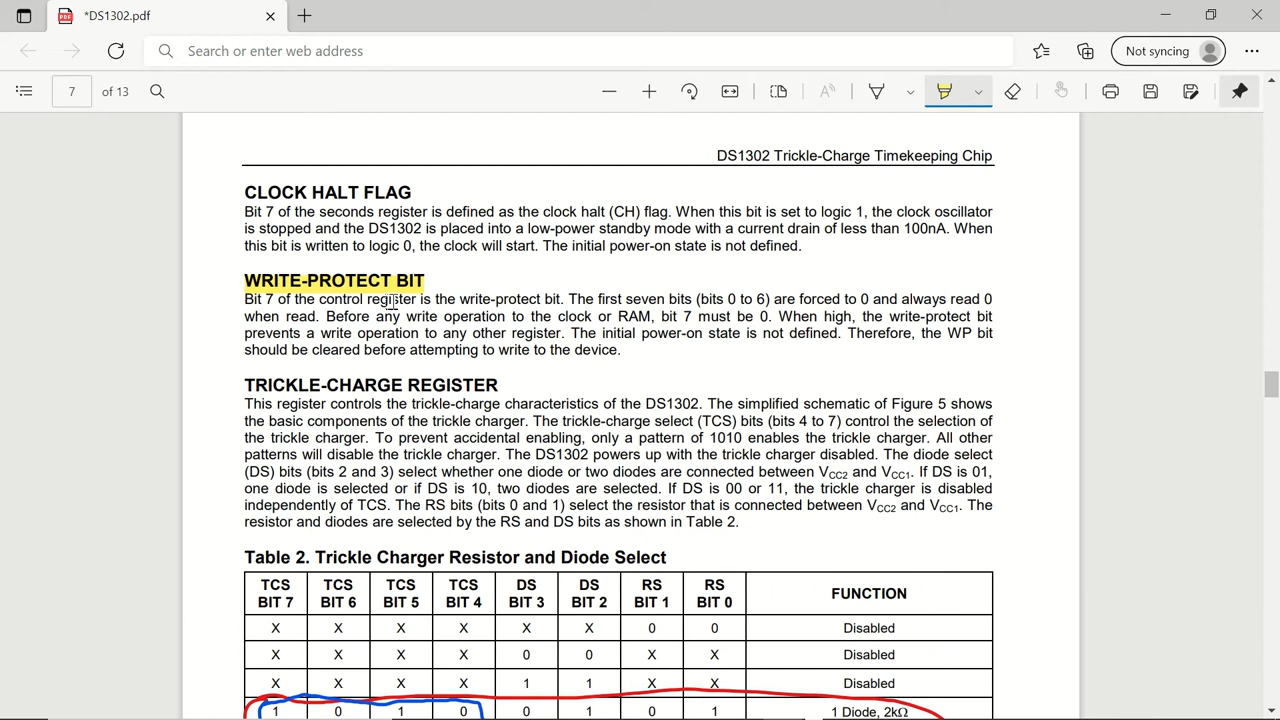 *DS1302.pdf
Search or enter web address
Not syncing
7 of 13
DS1302 Trickle-Charge Timekeeping Chip
CLOCK HALT FLAG
Bit 7 of the seconds register is defined as the clock halt (CH) flag. When this bit is set to logic 1, the clock oscillator
is stopped and the DS1302 is placed into a low-power standby mode with a current drain of less than 100nA. When
this bit is written to logic 0, the clock will start. The initial power-on state is not defined.
WRITE-PROTECT BIT
Bit 7 of the control register is the write-protect bit. The first seven bits (bits 0 to 6) are forced to 0 and always read 0
when read. Before any write operation to the clock or RAM, bit 7 must be 0. When high, the write-protect bit
prevents a write operation to any other register. The initial power-on state is not defined. Therefore, the WP bit
should be cleared before attempting to write to the device.
TRICKLE-CHARGE REGISTER
This register controls the trickle-charge characteristics of the DS1302. The simplified schematic of Figure 5 shows
the basic components of the trickle charger. The trickle-charge select (TCS) bits (bits 4 to 7) control the selection of
the trickle charger. To prevent accidental enabling, only a pattern of 1010 enables the trickle charger. All other
patterns will disable the trickle charger. The DS1302 powers up with the trickle charger disabled. The diode select
(DS) bits (bits 2 and 3) select whether one diode or two diodes are connected between VCC2 and VCC1. If DS is 01,
one diode is selected or if DS is 10, two diodes are selected. If DS is 00 or 11, the trickle charger is disabled
independently of TCS. The RS bits (bits 0 and 1) select the resistor that is connected between VCC2 and VCC1. The
resistor and diodes are selected by the RS and DS bits as shown in Table 2.
Table 2. Trickle Charger Resistor and Diode Select
TCS TCS TCS TCS DS DS RS RS FUNCTION
BIT 7 BIT 6 BIT 5 BIT 4 BIT 3 BIT 2 BIT 1 BIT 0
X X X X X X 0 0 Disabled
X X X X 0 0 X X Disabled
X X X X 1 1 X X Disabled
1 0 1 0 0 1 0 1 1 Diode, 2kΩ